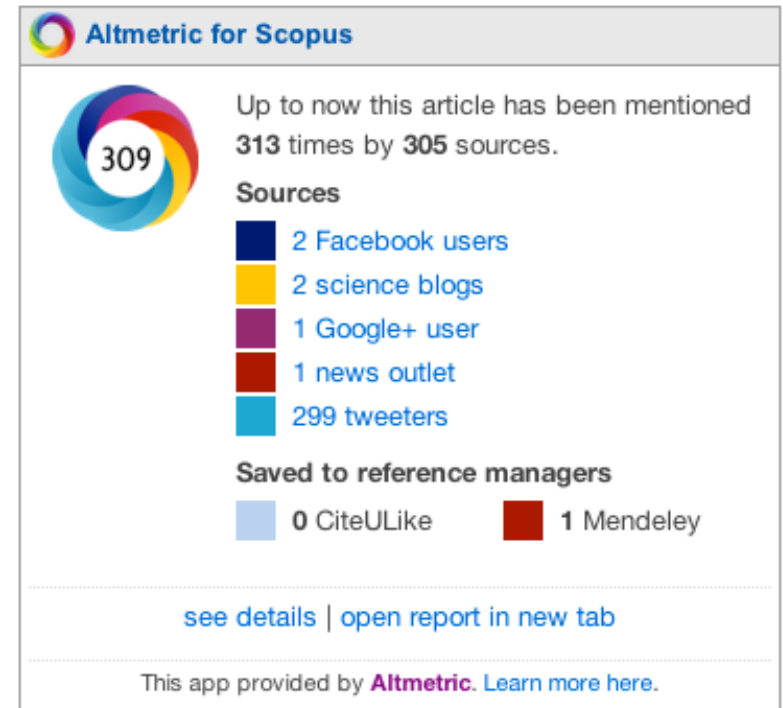 Altmetric for Scopus
309
Up to now this article has been mentioned
313 times by 305 sources.
Sources
2 Facebook users
2 science blogs
1 Google+ user
1 news outlet
299 tweeters
Saved to reference managers
0 CiteULike 1 Mendeley
see details | open report in new tab
This app provided by Altmetric. Learn more here.